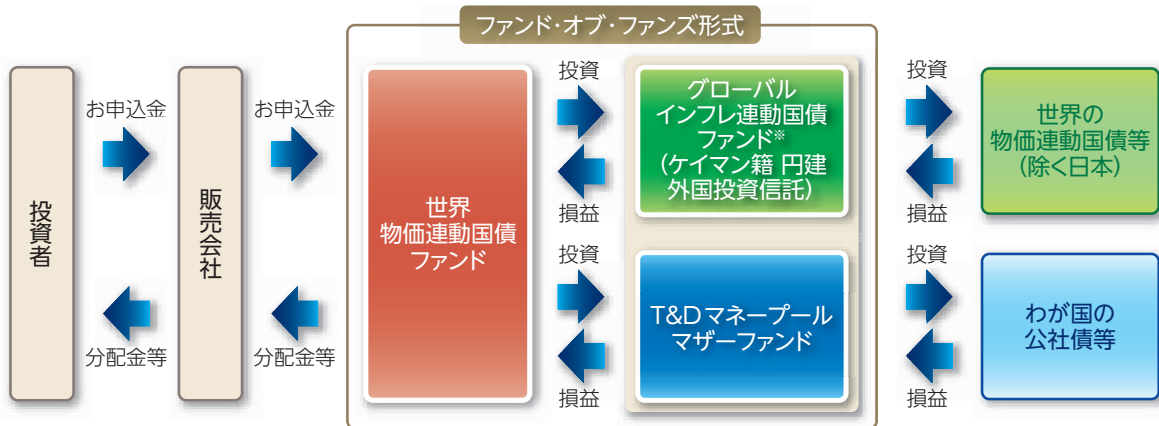 ファンド・オブ・ファンズ形式
投資者
お申込金
分配金等
販売会社
お申込金
分配金等
世界
物価連動国債
ファンド
投資
損益
投資
損益
グローバル
インフレ連動国債
ファンド※
(ケイマン籍 円建
外国投資信託)
T&Dマネープール
マザーファンド
投資
損益
投資
損益
世界の
物価連動国債等
(除く日本)
わが国の
公社債等